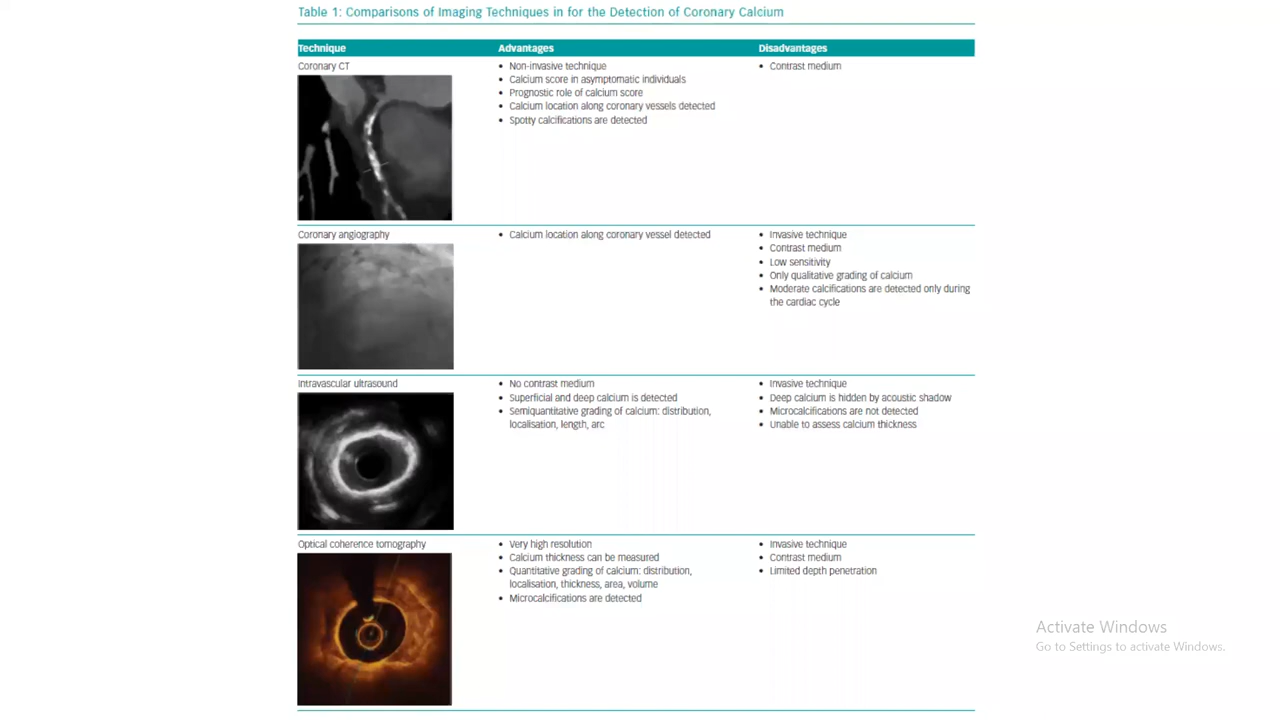 Table 1: Comparisons of Imaging Techniques in for the Detection of Coronary Calcium
Technique Advantages Disadvantages
Coronary CT
• Non-invasive technique
• Calcium score in asymptomatic individuals
• Prognostic role of calcium score
• Calcium location along coronary vessels detected
• Spotty calcifications are detected
• Contrast medium
Coronary angiography
• Calcium location along coronary vessel detected
• Invasive technique
• Contrast medium
• Low sensitivity
• Only qualitative grading of calcium
• Moderate calcifications are detected only during
the cardiac cycle
Intravascular ultrasound
• No contrast medium
• Superficial and deep calcium is detected
• Semiquantitative grading of calcium: distribution,
localisation, length, arc
• Invasive technique
• Deep calcium is hidden by acoustic shadow
• Microcalcifications are not detected
• Unable to assess calcium thickness
Optical coherence tomography
• Very high resolution
• Calcium thickness can be measured
• Quantitative grading of calcium: distribution,
localisation, thickness, area, volume
• Microcalcifications are detected
• Invasive technique
• Contrast medium
• Limited depth penetration
Activate Windows
Go to Settings to activate Windows.